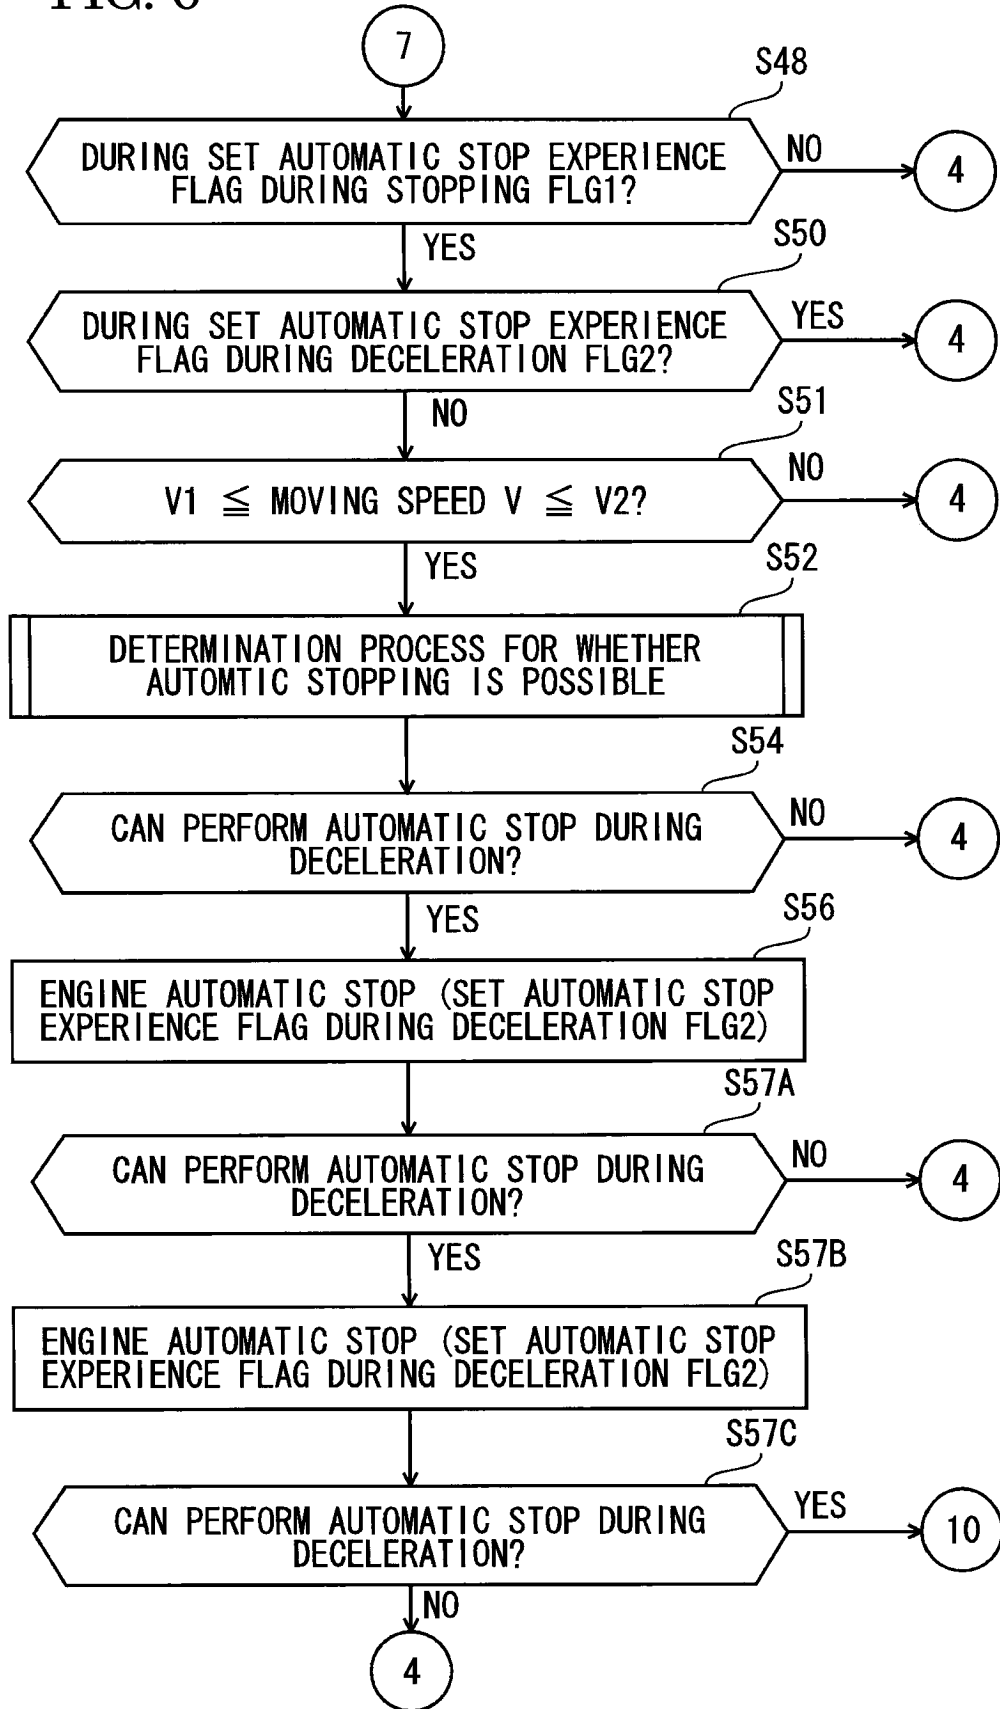 7
S48
DURING SET AUTOMATIC STOP EXPERIENCE
FLAG DURING STOPPING FLG1?
NO
4
YES
S50
DURING SET AUTOMATIC STOP EXPERIENCE
FLAG DURING DECELERATION FLG2?
YES
4
NO
S51
V1 ≦ MOVING SPEED V ≦ V2?
NO
4
YES
S52
DETERMINATION PROCESS FOR WHETHER
AUTOMTIC STOPPING IS POSSIBLE
S54
CAN PERFORM AUTOMATIC STOP DURING
DECELERATION?
NO
4
YES
S56
ENGINE AUTOMATIC STOP (SET AUTOMATIC STOP
EXPERIENCE FLAG DURING DECELERATION FLG2)
S57A
CAN PERFORM AUTOMATIC STOP DURING
DECELERATION?
NO
4
YES
S57B
ENGINE AUTOMATIC STOP (SET AUTOMATIC STOP
EXPERIENCE FLAG DURING DECELERATION FLG2)
S57C
CAN PERFORM AUTOMATIC STOP DURING
DECELERATION?
YES
10
NO
4